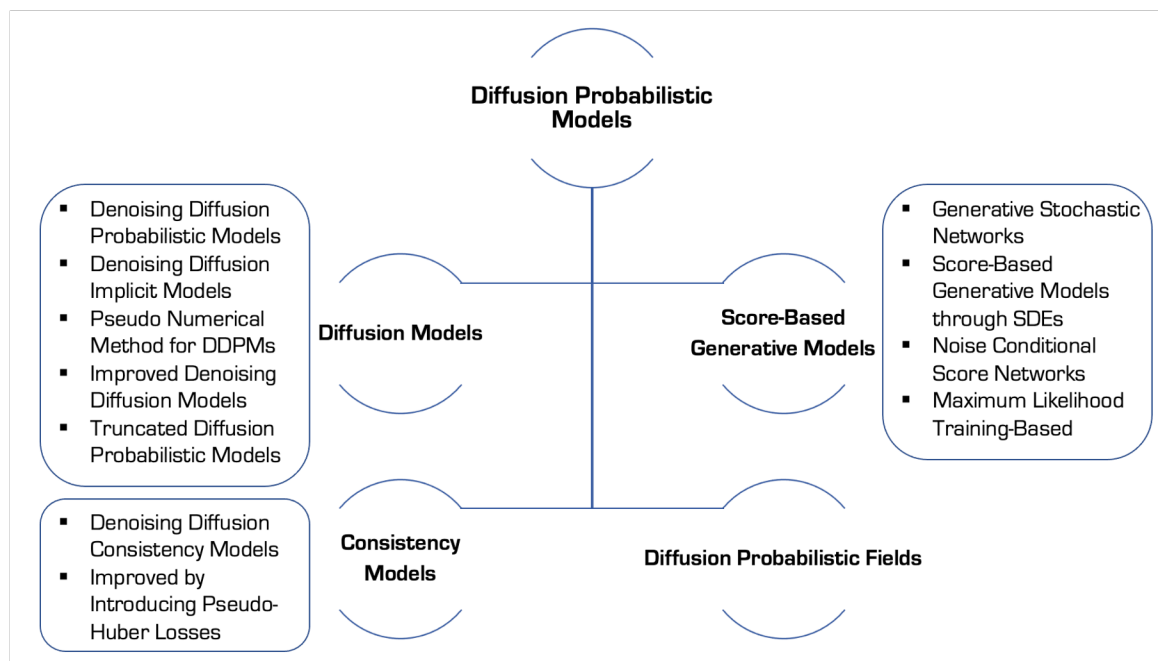 Diffusion Probabilistic
Models
▪ Denoising Diffusion
Probabilistic Models
▪ Denoising Diffusion
Implicit Models
▪ Pseudo Numerical
Method for DDPMs
▪ Improved Denoising
Diffusion Models
▪ Truncated Diffusion
Probabilistic Models
Diffusion Models
Score-Based
Generative Models
▪ Generative Stochastic
Networks
▪ Score-Based
Generative Models
through SDEs
▪ Noise Conditional
Score Networks
▪ Maximum Likelihood
Training-Based
▪ Denoising Diffusion
Consistency Models
▪ Improved by
Introducing Pseudo-
Huber Losses
Consistency
Models
Diffusion Probabilistic Fields